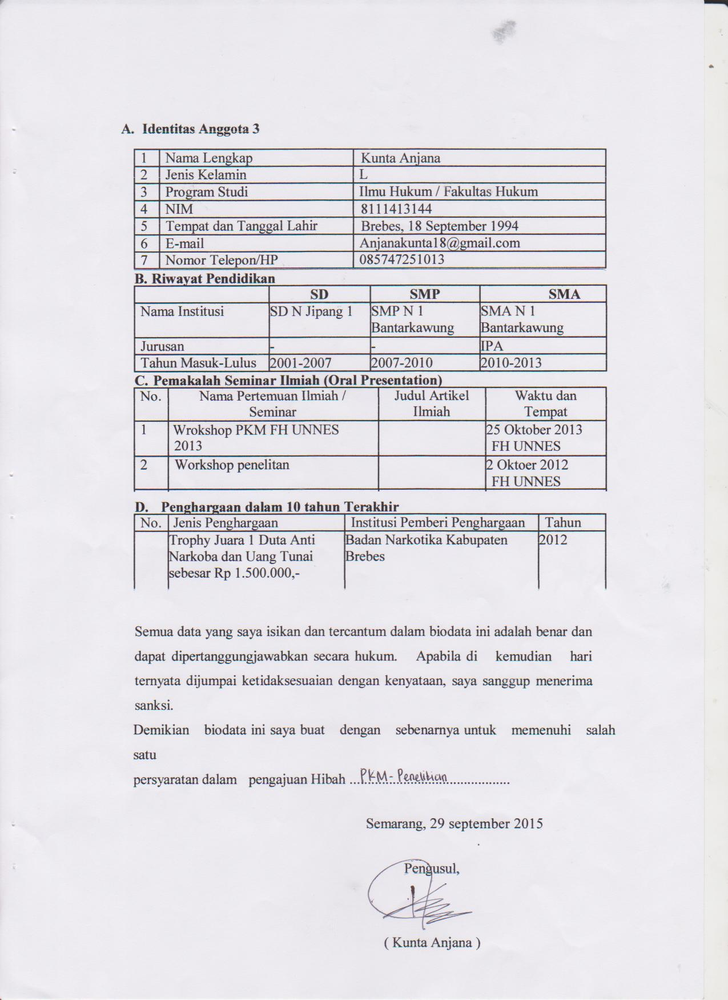 A. Identitas Anggota 3
1 Nama Lengkap Kunta Anjana
2 Jenis Kelamin L
3 Program Studi Ilmu Hukum / Fakultas Hukum
4 NIM 8111413144
5 Tempat dan Tanggal Lahir Brebes, 18 September 1994
6 E-mail Anjanakunta18@gmail.com
7 Nomor Telepon/HP 085747251013
B. Riwayat Pendidikan
SD SMP SMA
Nama Institusi SD N Jipang 1 SMP N 1 SMA N 1
Bantarkawung Bantarkawung
Jurusan - - IPA
Tahun Masuk-Lulus 2001-2007 2007-2010 2010-2013
C. Pemakalah Seminar Ilmiah (Oral Presentation)
No. Nama Pertemuan Ilmiah / Judul Artikel Waktu dan
Seminar Ilmiah Tempat
1 Wrokshop PKM FH UNNES 25 Oktober 2013
2013 FH UNNES
2 Workshop penelitan 2 Oktoer 2012
FH UNNES
D. Penghargaan dalam 10 tahun Terakhir
No. Jenis Penghargaan Institusi Pemberi Penghargaan Tahun
Trophy Juara 1 Duta Anti Badan Narkotika Kabupaten 2012
Narkoba dan Uang Tunai Brebes
sebesar Rp 1.500.000,-
Semua data yang saya isikan dan tercantum dalam biodata ini adalah benar dan
dapat dipertanggungjawabkan secara hukum. Apabila di kemudian hari
ternyata dijumpai ketidaksesuaian dengan kenyataan, saya sanggup menerima
sanksi.
Demikian biodata ini saya buat dengan sebenarnya untuk memenuhi salah
satu
persyaratan dalam pengajuan Hibah ...PKM-Penelitian...................
Semarang, 29 september 2015
Pengusul,
( Kunta Anjana )